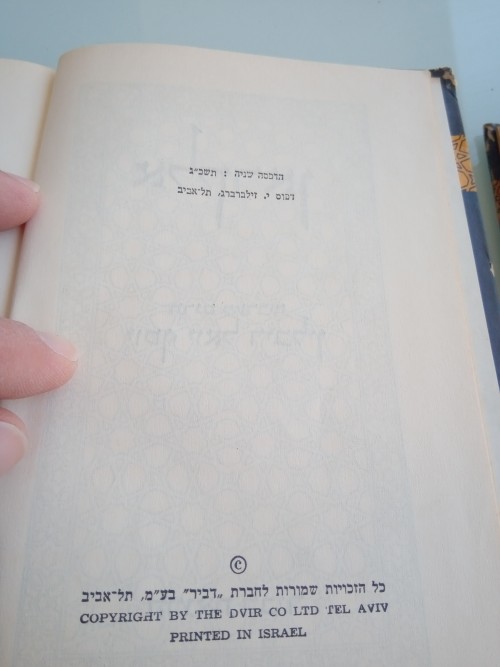 הדפסה שניה : תשכ״ג
דפוס י. זילברברג, תל־אביב
©
כל הזכויות שמורות לחברת „דביר” בע״מ, תל־אביב
COPYRIGHT BY THE DVIR CO LTD TEL AVIV
PRINTED IN ISRAEL